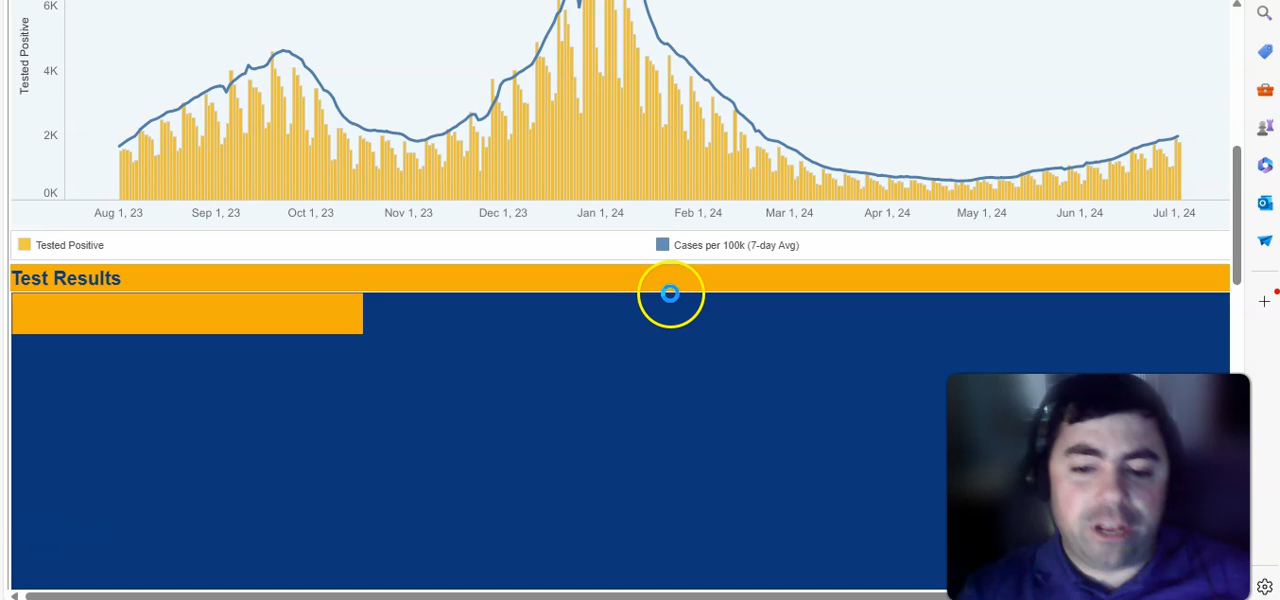 6K
Tested Positive
4K
2K
0K
Aug 1, 23 Sep 1, 23 Oct 1, 23 Nov 1, 23 Dec 1, 23 Jan 1, 24 Feb 1, 24 Mar 1, 24 Apr 1, 24 May 1, 24 Jun 1, 24 Jul 1, 24
Tested Positive Cases per 100k (7-day Avg)
Test Results